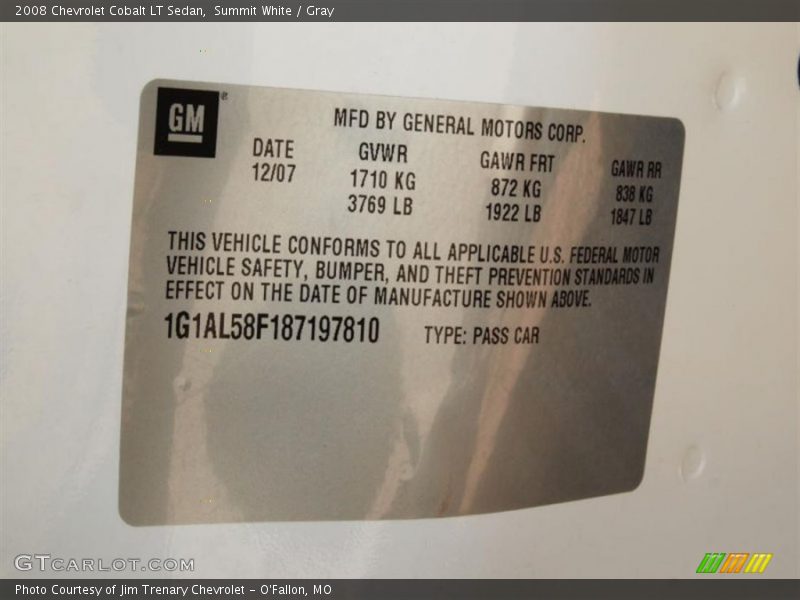 2008 Chevrolet Cobalt LT Sedan, Summit White / Gray
GM®
MFD BY GENERAL MOTORS CORP.
DATE GVWR GAWR FRT GAWR RR
12/07 1710 KG 872 KG 838 KG
3769 LB 1922 LB 1847 LB
THIS VEHICLE CONFORMS TO ALL APPLICABLE U.S. FEDERAL MOTOR
VEHICLE SAFETY, BUMPER, AND THEFT PREVENTION STANDARDS IN
EFFECT ON THE DATE OF MANUFACTURE SHOWN ABOVE.
1G1AL58F187197810 TYPE: PASS CAR
GTCARLOT.COM
Photo Courtesy of Jim Trenary Chevrolet - O'Fallon, MO